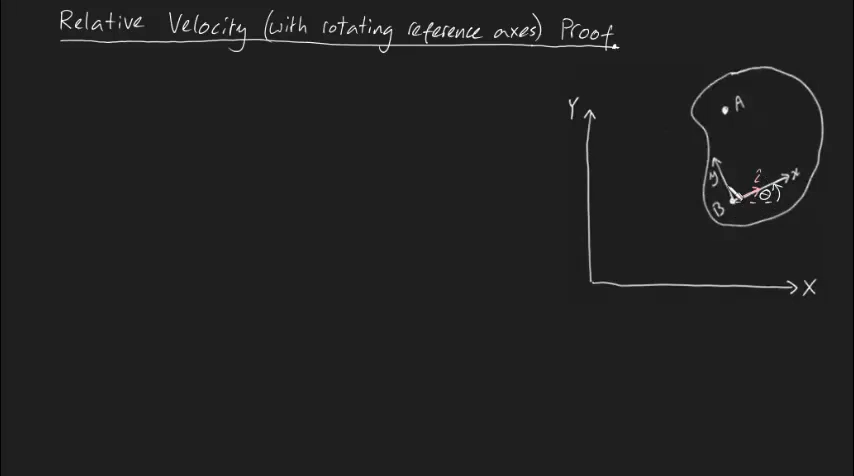 Relative Velocity (with rotating reference axes) Proof.
Y
A
y
î
x
θ
B
X